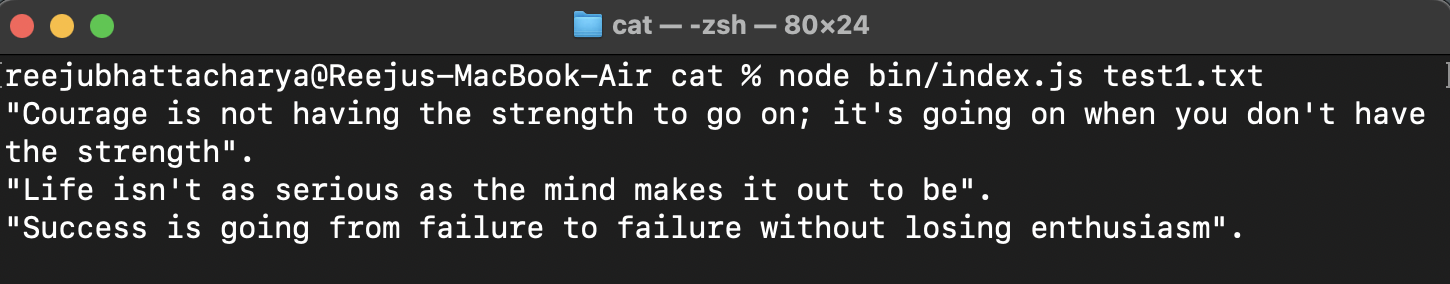 cat — -zsh — 80×24
reejubhattacharya@Reejus-MacBook-Air cat % node bin/index.js test1.txt
"Courage is not having the strength to go on; it's going on when you don't have
the strength".
"Life isn't as serious as the mind makes it out to be".
"Success is going from failure to failure without losing enthusiasm".